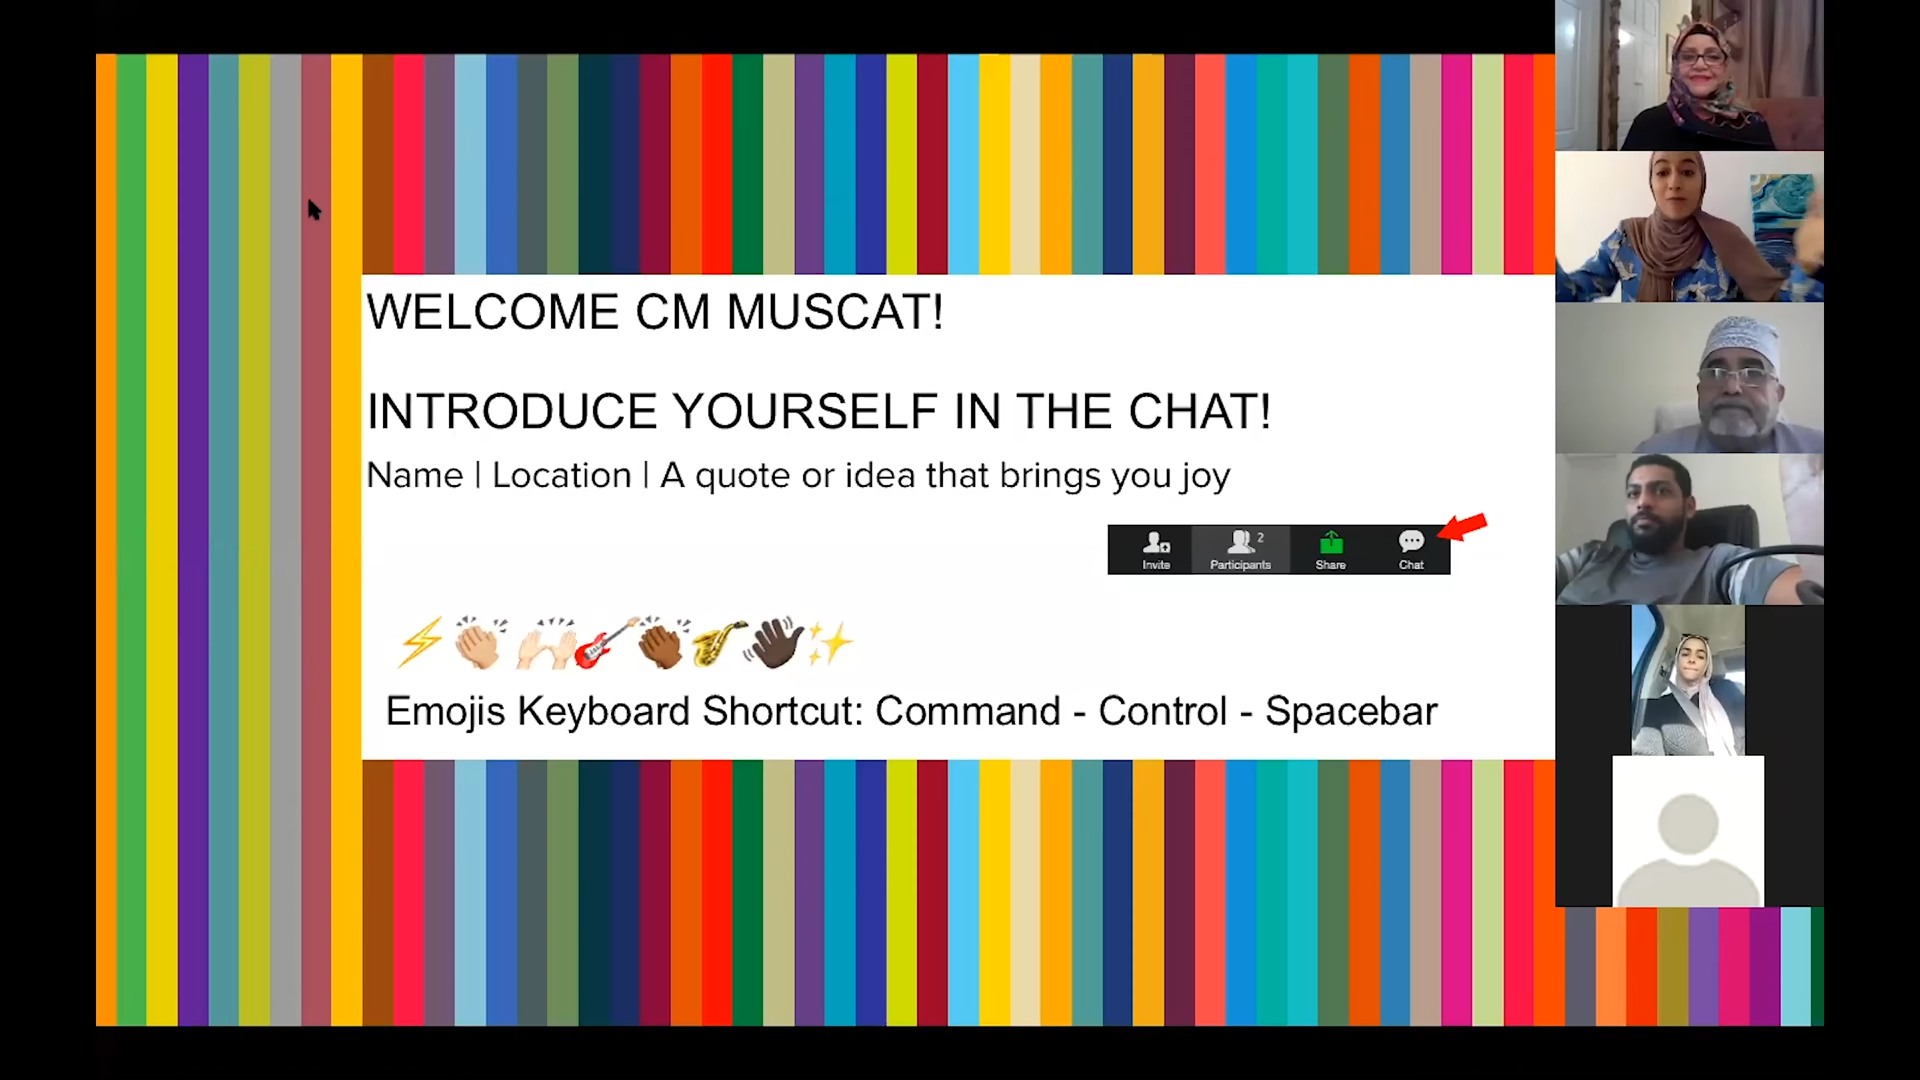 WELCOME CM MUSCAT!
INTRODUCE YOURSELF IN THE CHAT!
Name | Location | A quote or idea that brings you joy
2
Invite Participants Share Chat
Emojis Keyboard Shortcut: Command - Control - Spacebar